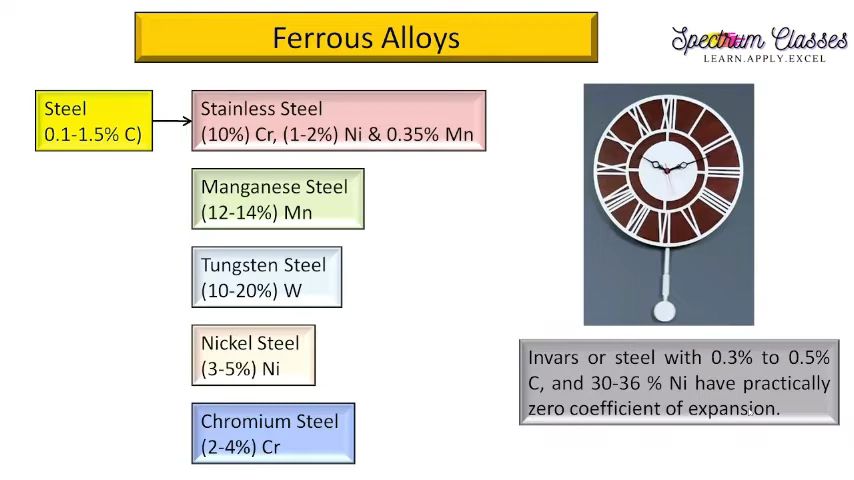 Ferrous Alloys
Spectrum Classes
LEARN.APPLY.EXCEL
Steel
0.1-1.5% C)
Stainless Steel
(10%) Cr, (1-2%) Ni & 0.35% Mn
Manganese Steel
(12-14%) Mn
Tungsten Steel
(10-20%) W
Nickel Steel
(3-5%) Ni
Chromium Steel
(2-4%) Cr
Invars or steel with 0.3% to 0.5%
C, and 30-36 % Ni have practically
zero coefficient of expansion.